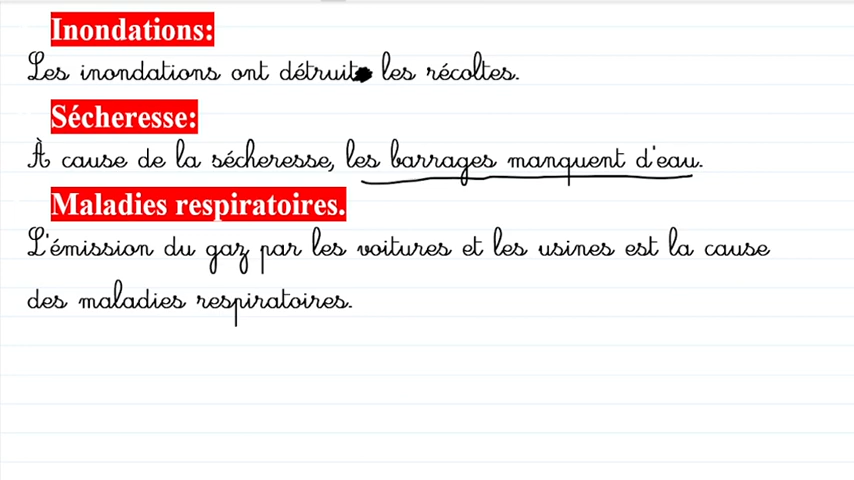 Inondations:
Les inondations ont détruit les récoltes.
Sécheresse:
À cause de la sécheresse, les barrages manquent d'eau.
Maladies respiratoires.
L'émission du gaz par les voitures et les usines est la cause
des maladies respiratoires.